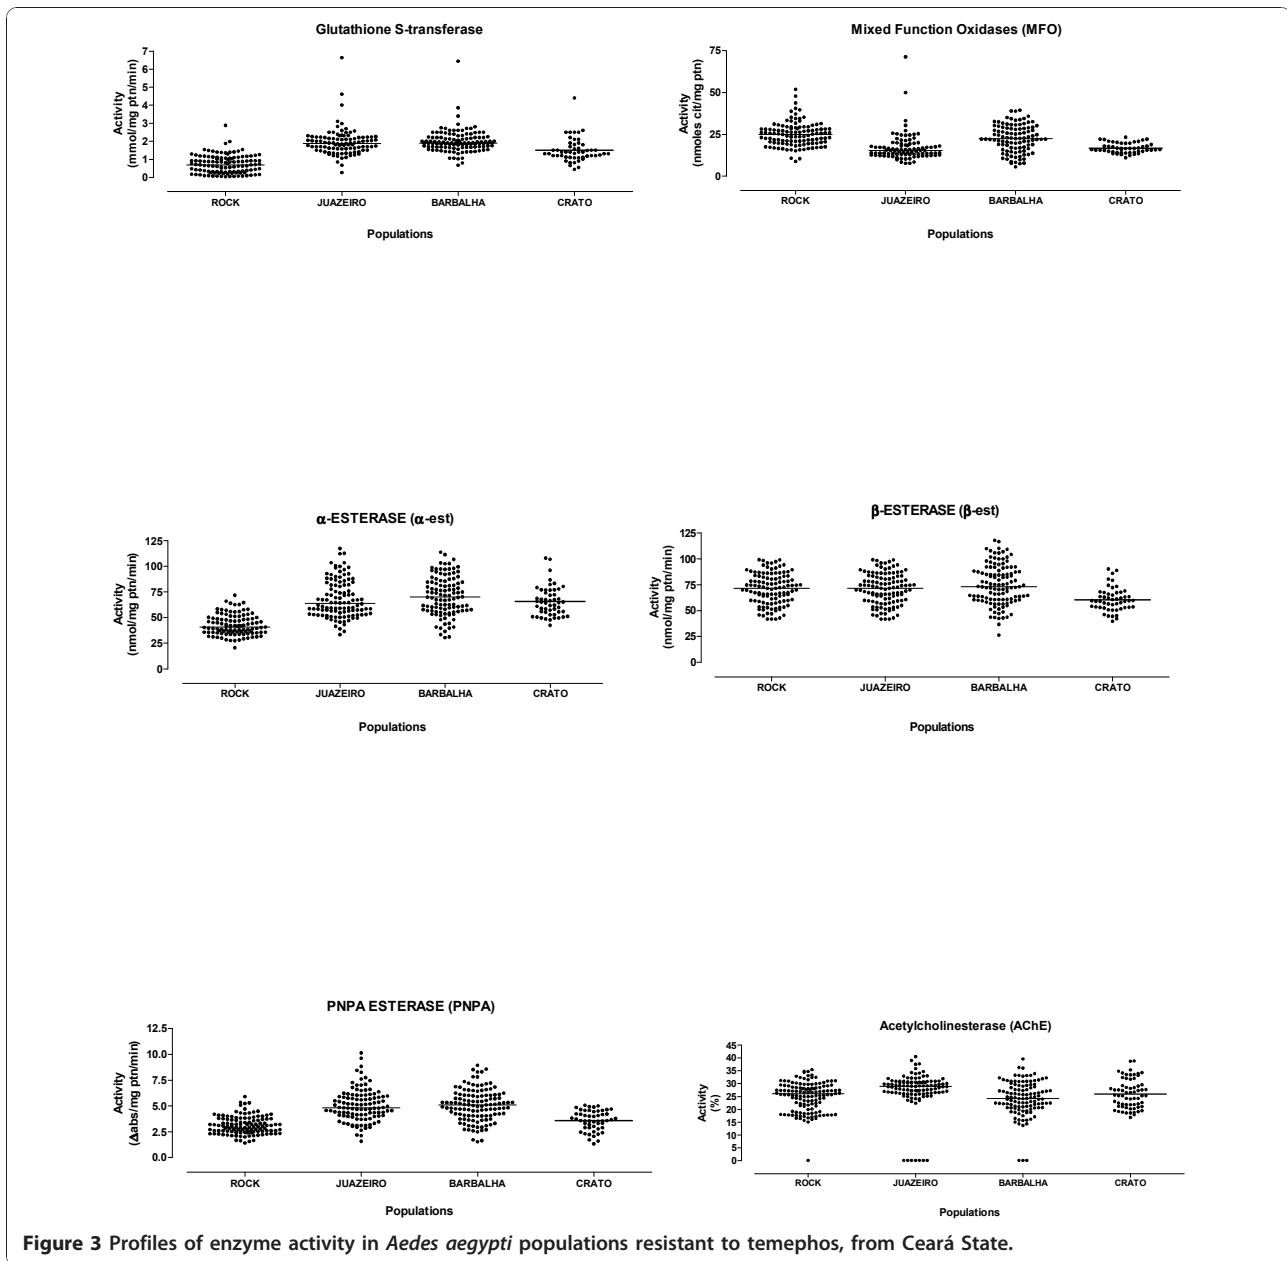 Glutathione S-transferase
Activity
(mmol/mg ptn/min)
7
6
5
4
3
2
1
0
ROCK JUAZEIRO BARBALHA CRATO
Populations
Mixed Function Oxidases (MFO)
Activity
(nmoles cit/mg ptn)
75
50
25
0
ROCK JUAZEIRO BARBALHA CRATO
Populations
α-ESTERASE (α-est)
Activity
(nmol/mg ptn/min)
125
100
75
50
25
0
ROCK JUAZEIRO BARBALHA CRATO
Populations
β-ESTERASE (β-est)
Activity
(nmol/mg ptn/min)
125
100
75
50
25
0
ROCK JUAZEIRO BARBALHA CRATO
Populations
PNPA ESTERASE (PNPA)
Activity
(Δabs/mg ptn/min)
12.5
10.0
7.5
5.0
2.5
0.0
ROCK JUAZEIRO BARBALHA CRATO
Populations
Acetylcholinesterase (AChE)
Activity
(%)
45
40
35
30
25
20
15
10
5
0
ROCK JUAZEIRO BARBALHA CRATO
Populations
Figure 3 Profiles of enzyme activity in Aedes aegypti populations resistant to temephos, from Ceará State.